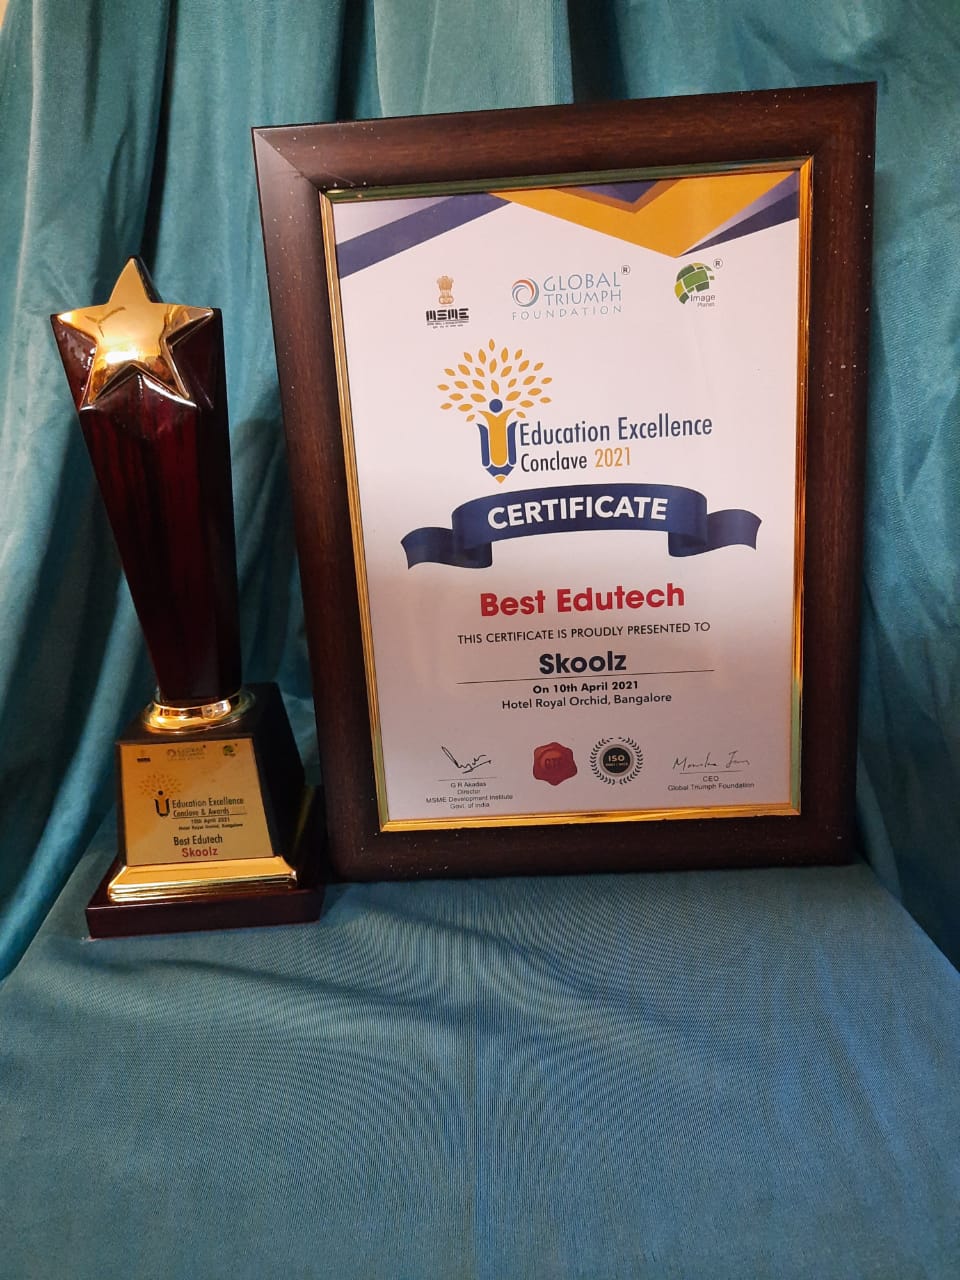 MSME
GLOBAL ®
TRIUMPH
FOUNDATION
®
Image
Planet
Education Excellence
Conclave 2021
CERTIFICATE
Best Edutech
THIS CERTIFICATE IS PROUDLY PRESENTED TO
Skoolz
On 10th April 2021
Hotel Royal Orchid, Bangalore
G R Akadas
Director
MSME Development Institute
Govt. of India
GTF
ISO
CEO
Global Triumph Foundation
GLOBAL
TRIUMPH
Education Excellence
Conclave & Awards
10th April 2021
Hotel Royal Orchid, Bangalore
Best Edutech
Skoolz